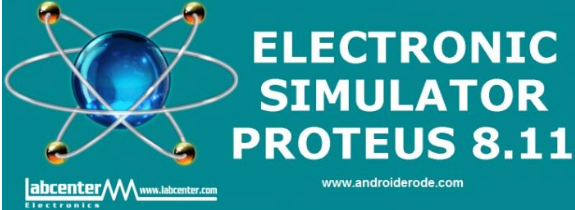 ELECTRONIC
SIMULATOR
PROTEUS 8.11
labcenter www.labcenter.com
Electronics
www.androiderode.com